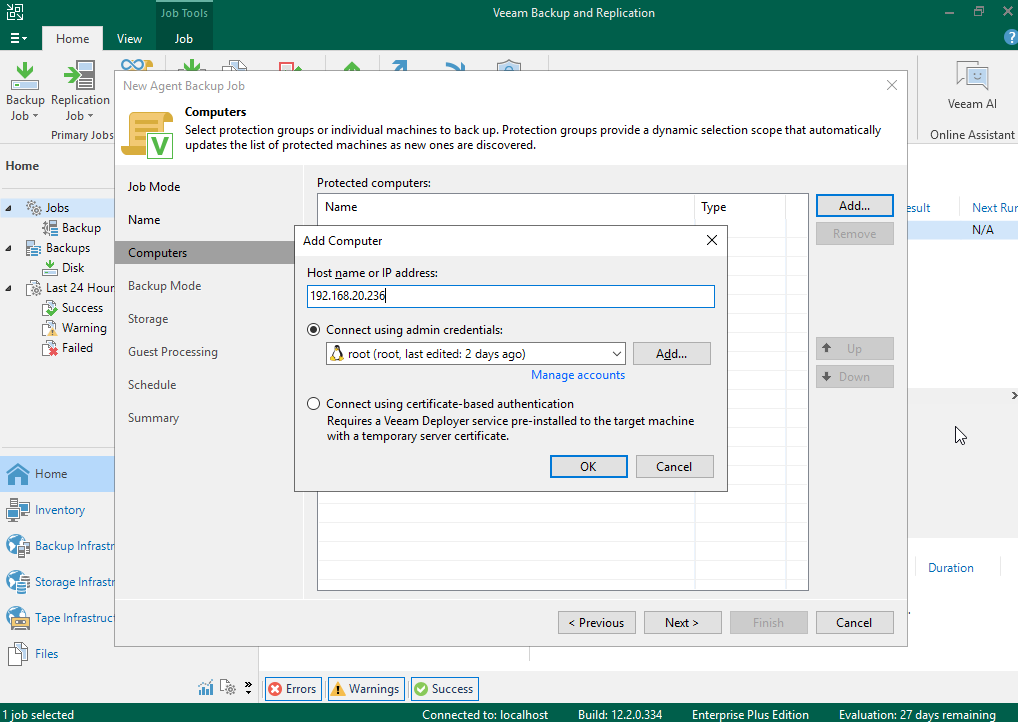 Job Tools
Veeam Backup and Replication
Home
View
Job
Backup
Job
Replication
Job
Primary Jobs
Veeam AI
Online Assistant
New Agent Backup Job
Computers
Select protection groups or individual machines to back up. Protection groups provide a dynamic selection scope that automatically
updates the list of protected machines as new ones are discovered.
Home
Jobs
Backup
Backups
Disk
Last 24 Hour
Success
Warning
Failed
Job Mode
Name
Computers
Backup Mode
Storage
Guest Processing
Schedule
Summary
Protected computers:
Name
Type
Add...
Remove
Up
Down
esult
Next Run
N/A
Add Computer
Host name or IP address:
192.168.20.236
Connect using admin credentials:
root (root, last edited: 2 days ago)
Add...
Manage accounts
Connect using certificate-based authentication
Requires a Veeam Deployer service pre-installed to the target machine
with a temporary server certificate.
OK
Cancel
Home
Inventory
Backup Infrastr
Storage Infrastr
Tape Infrastruct
Files
Duration
< Previous
Next >
Finish
Cancel
Errors
Warnings
Success
1 job selected
Connected to: localhost
Build: 12.2.0.334
Enterprise Plus Edition
Evaluation: 27 days remaining